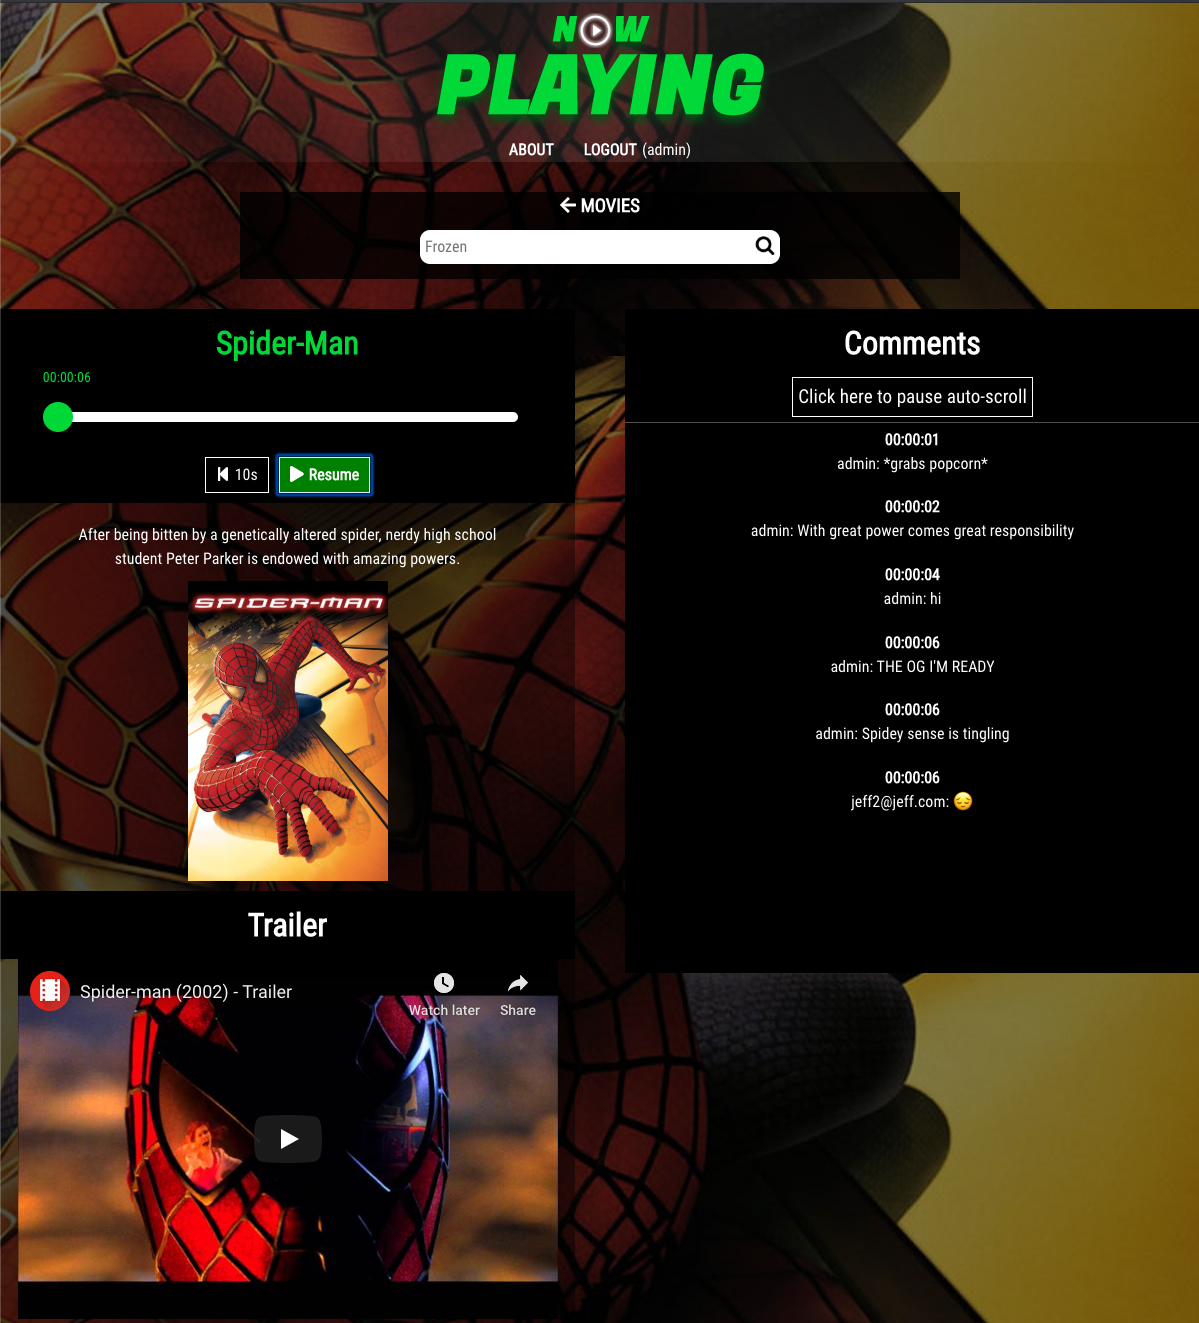 NOW
PLAYING
ABOUT LOGOUT (admin)
MOVIES
Frozen
Spider-Man
00:00:06
10s Resume
After being bitten by a genetically altered spider, nerdy high school
student Peter Parker is endowed with amazing powers.
SPIDER-MAN
Trailer
Spider-man (2002) - Trailer
Watch later Share
Comments
Click here to pause auto-scroll
00:00:01
admin: *grabs popcorn*
00:00:02
admin: With great power comes great responsibility
00:00:04
admin: hi
00:00:06
admin: THE OG I'M READY
00:00:06
admin: Spidey sense is tingling
00:00:06
jeff2@jeff.com: 😔